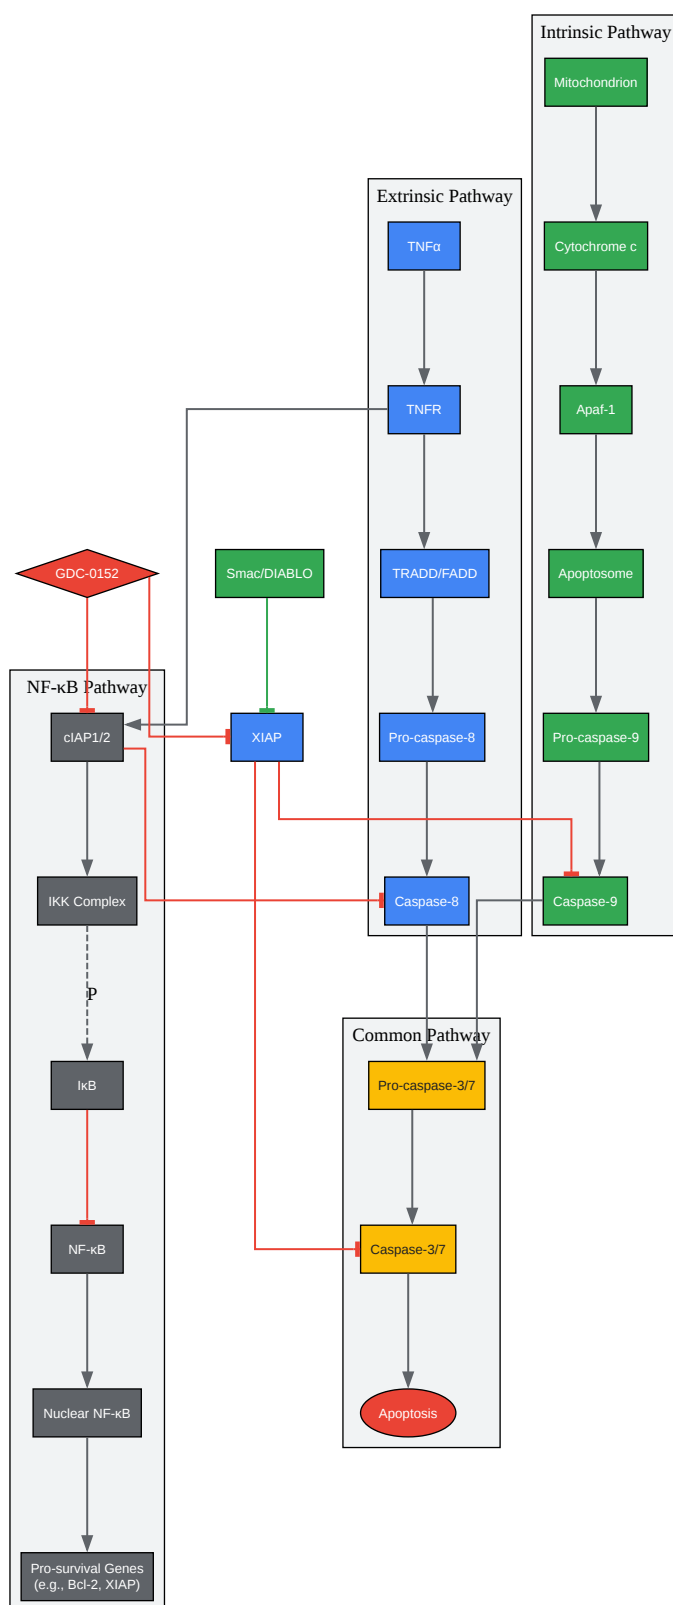 Intrinsic Pathway
Mitochondrion
Extrinsic Pathway
TNFα
Cytochrome c
TNFR
Apaf-1
GDC-0152
Smac/DIABLO
TRADD/FADD
Apoptosome
NF-κB Pathway
cIAP1/2
XIAP
Pro-caspase-8
Pro-caspase-9
IKK Complex
Caspase-8
Caspase-9
P
Common Pathway
IκB
Pro-caspase-3/7
NF-κB
Caspase-3/7
Nuclear NF-κB
Apoptosis
Pro-survival Genes
(e.g., Bcl-2, XIAP)